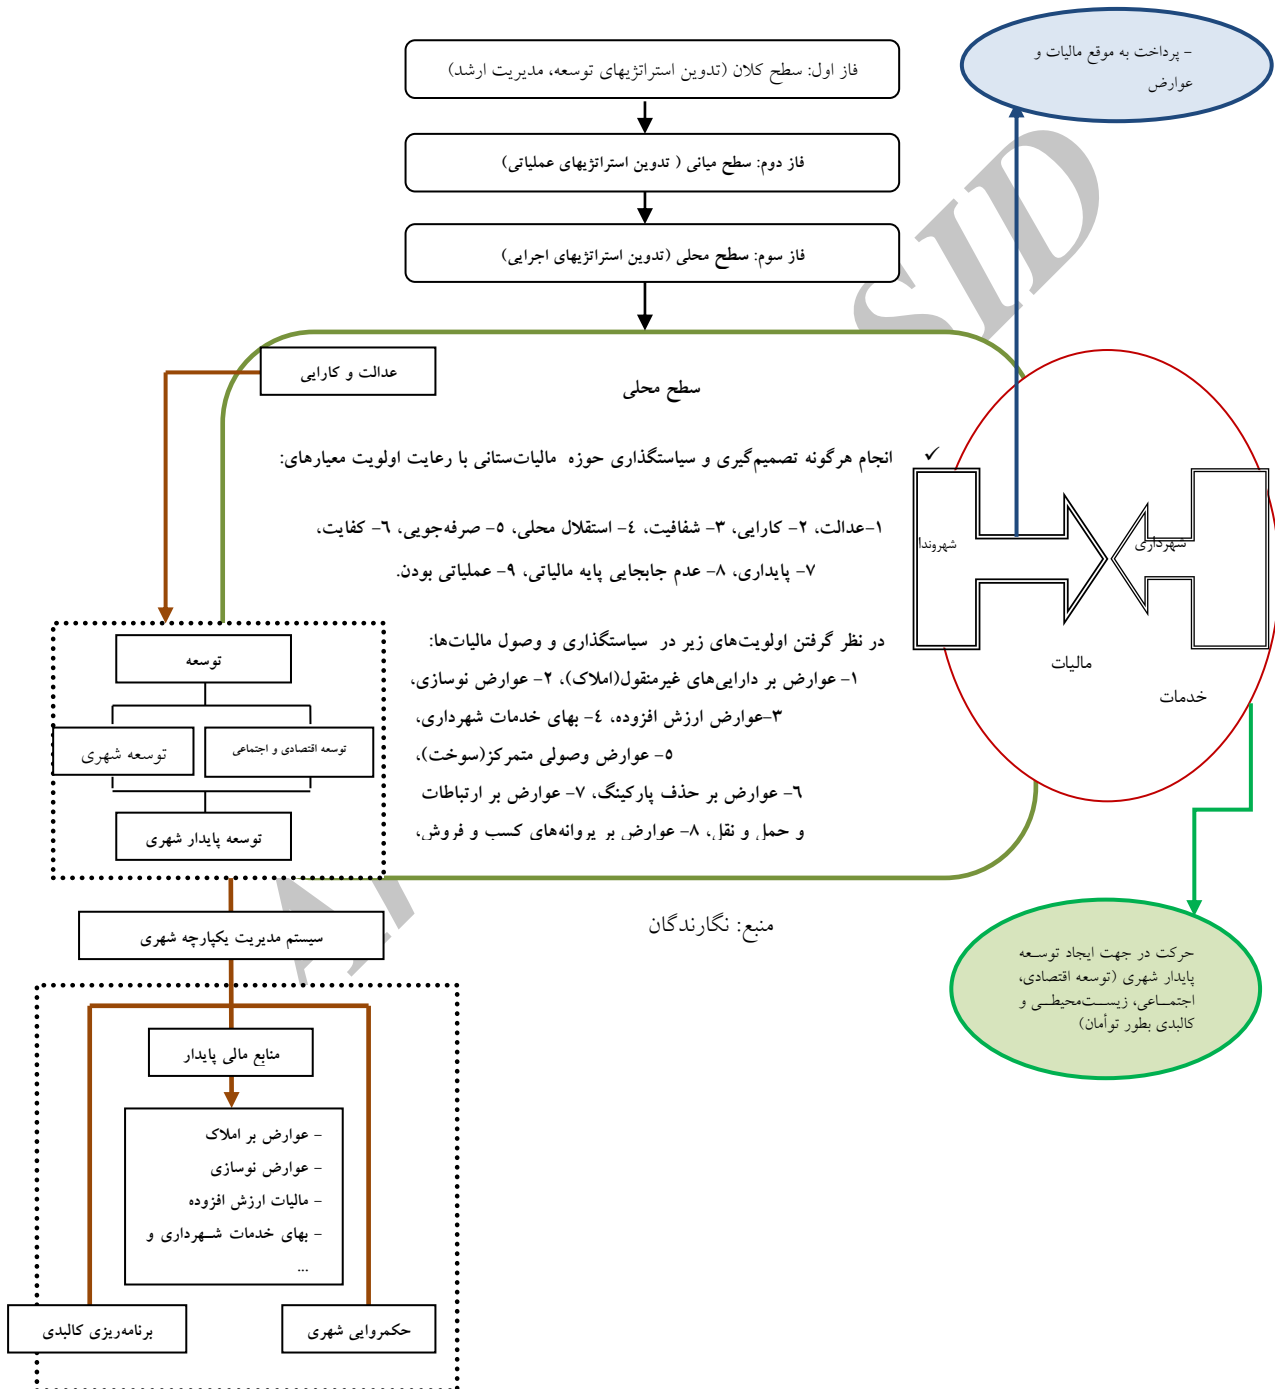 - پرداخت به موقع مالیات و
عوارض
فاز اول: سطح کلان (تدوین استراتژیهای توسعه، مدیریت ارشد)
فاز دوم: سطح میانی ( تدوین استراتژیهای عملیاتی)
فاز سوم: سطح محلی (تدوین استراتژیهای اجرایی)
عدالت و کارایی
سطح محلی
✓
انجام هرگونه تصمیم‌گیری و سیاستگذاری حوزه مالیات‌ستانی با رعایت اولویت معیارهای:
۱-عدالت، ۲- کارایی، ۳- شفافیت، ٤- استقلال محلی، ٥- صرفه‌جویی، ٦- کفایت،
۷- پایداری، ۸- عدم جابجایی پایه مالیاتی، ۹- عملیاتی بودن.
شهروندا
شهرداری
مالیات
خدمات
در نظر گرفتن اولویت‌های زیر در سیاستگذاری و وصول مالیات‌ها:
۱- عوارض بر دارایی‌های غیرمنقول(املاک)، ۲- عوارض نوسازی،
۳-عوارض ارزش افزوده، ٤- بهای خدمات شهرداری،
٥- عوارض وصولی متمرکز(سوخت)،
٦- عوارض بر حذف پارکینگ، ۷- عوارض بر ارتباطات
و حمل و نقل، ۸- عوارض بر پروانه‌های کسب و فروش،
توسعه
توسعه اقتصادی و اجتماعی
توسعه شهری
توسعه پایدار شهری
منبع: نگارندگان
سیستم مدیریت یکپارچه شهری
حرکت در جهت ایجاد توسعه
پایدار شهری (توسعه اقتصادی،
اجتماعی، زیست‌محیطی و
کالبدی بطور توأمان)
منابع مالی پایدار
- عوارض بر املاک
- عوارض نوسازی
- مالیات ارزش افزوده
- بهای خدمات شهرداری و
...
حکمروایی شهری
برنامه‌ریزی کالبدی
SID